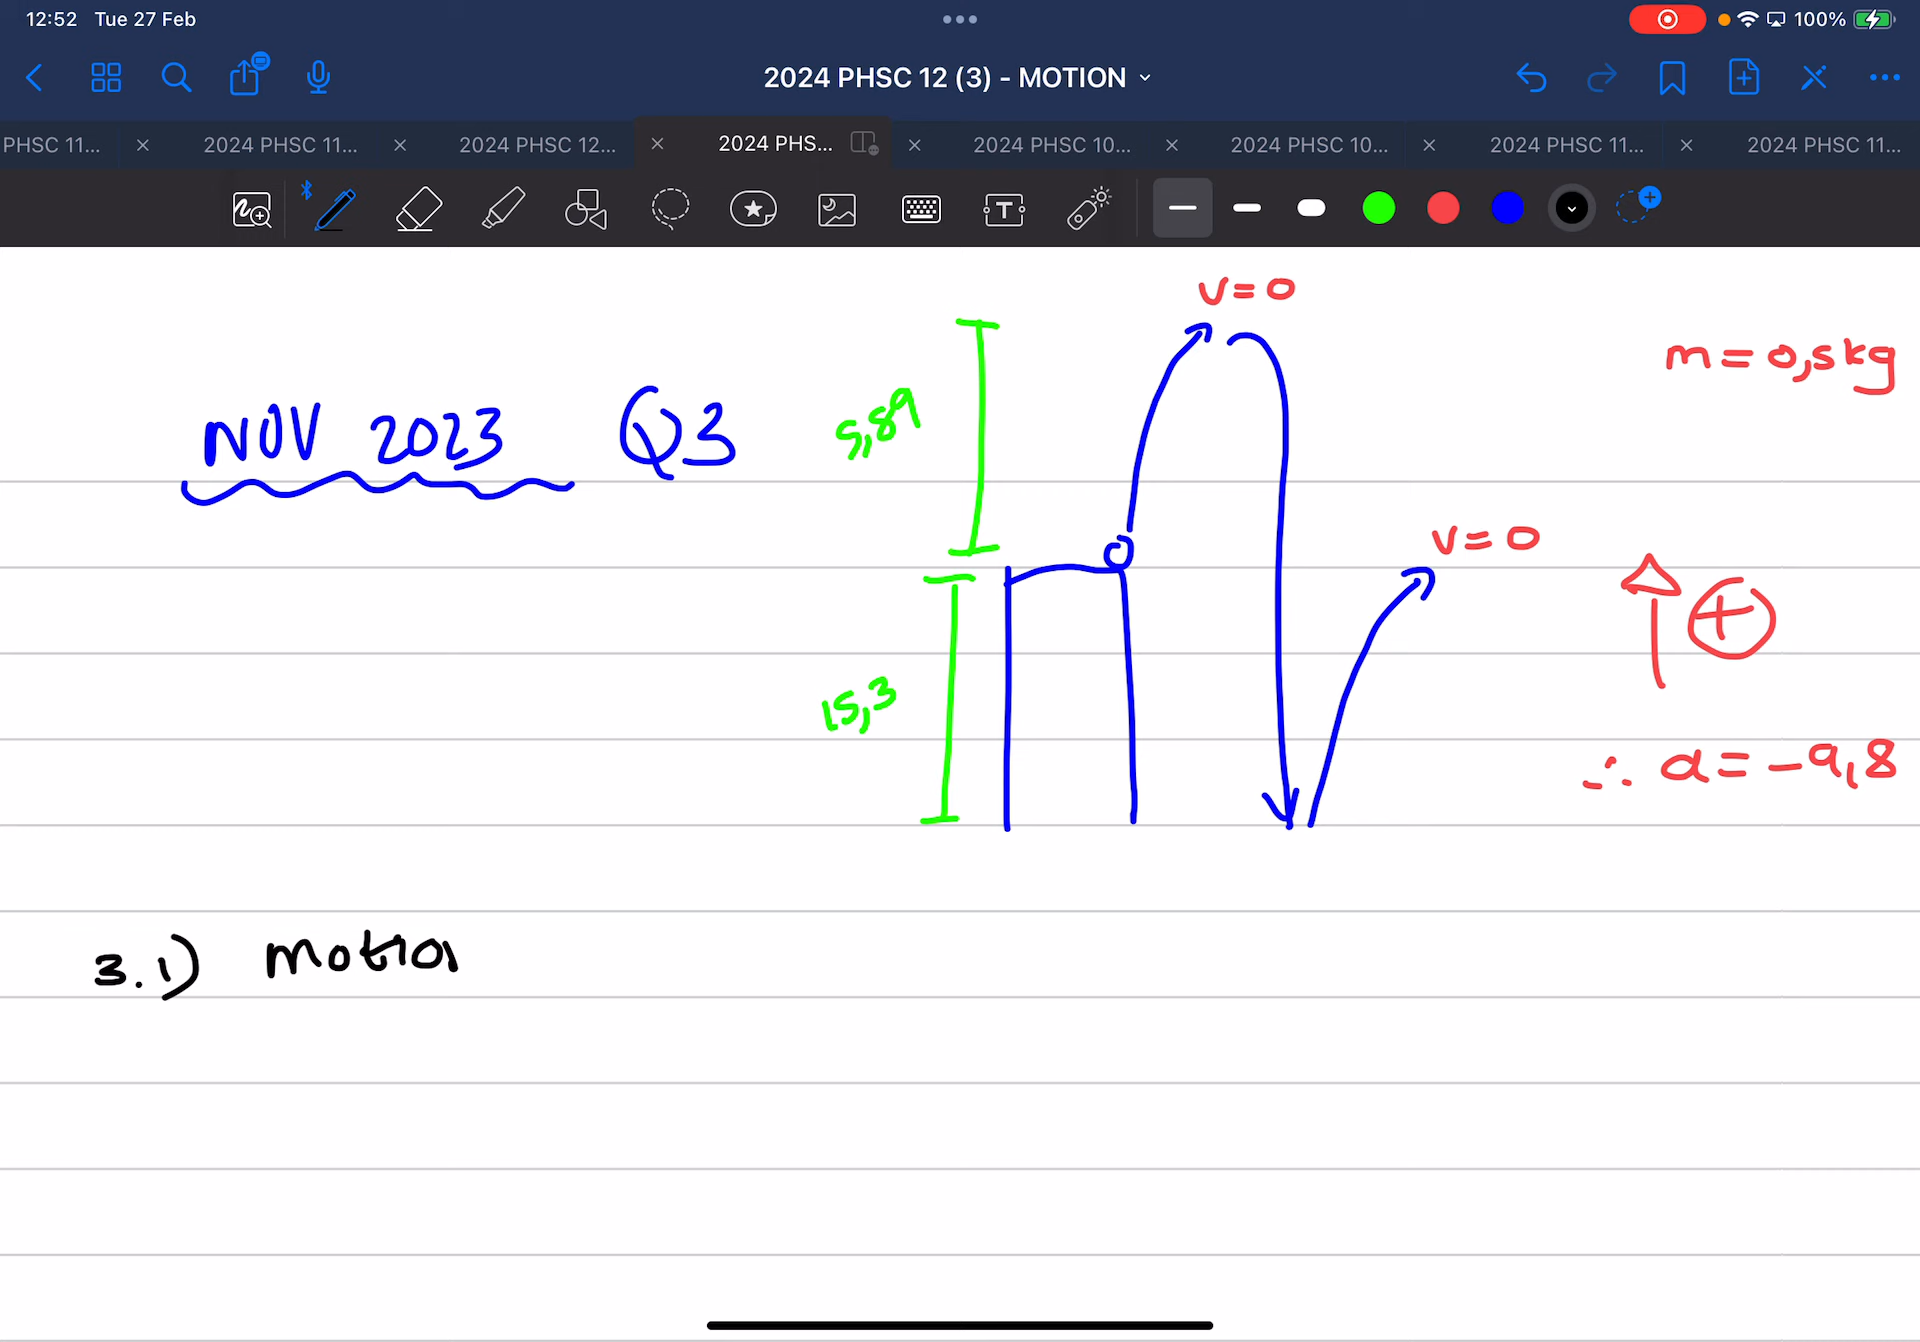 12:52 Tue 27 Feb
100%
2024 PHSC 12 (3) - MOTION
PHSC 11... 2024 PHSC 11... 2024 PHSC 12... 2024 PHS... 2024 PHSC 10... 2024 PHSC 10... 2024 PHSC 11... 2024 PHSC 11...
T
v=0
m=0,5kg
NOV 2023 Q3
5,89
v=0
+
15,3
∴ a=-9,8
3.1) motion